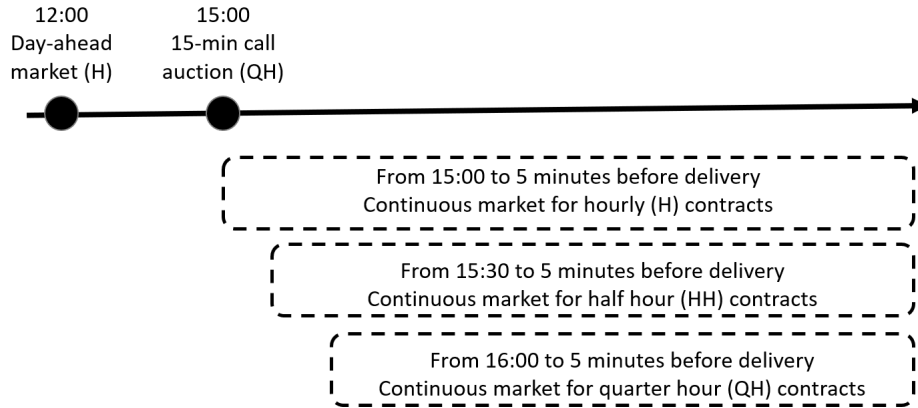 12:00
Day-ahead
market (H)
15:00
15-min call
auction (QH)
From 15:00 to 5 minutes before delivery
Continuous market for hourly (H) contracts
From 15:30 to 5 minutes before delivery
Continuous market for half hour (HH) contracts
From 16:00 to 5 minutes before delivery
Continuous market for quarter hour (QH) contracts